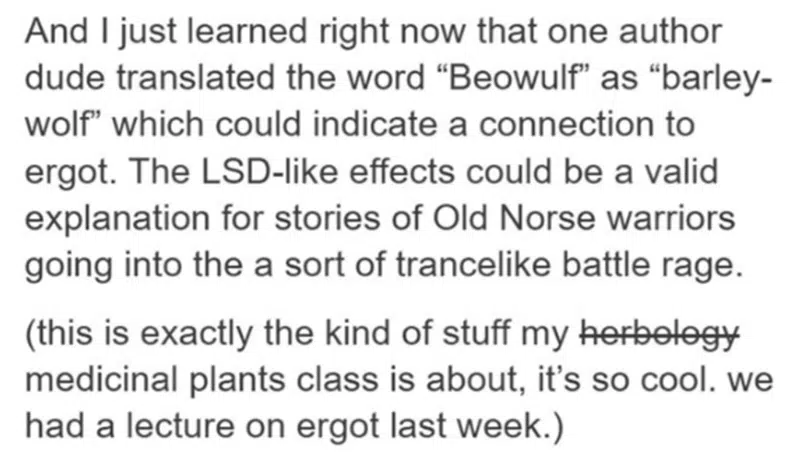 And I just learned right now that one author
dude translated the word “Beowulf” as “barley-
wolf” which could indicate a connection to
ergot. The LSD-like effects could be a valid
explanation for stories of Old Norse warriors
going into the a sort of trancelike battle rage.
(this is exactly the kind of stuff my herbology
medicinal plants class is about, it’s so cool. we
had a lecture on ergot last week.)